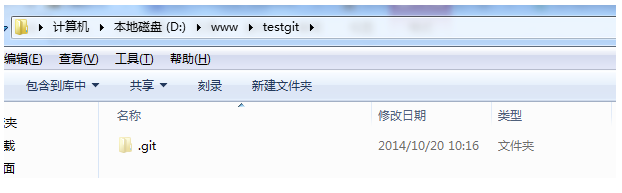 计算机 本地磁盘 (D:) www testgit
编辑(E) 查看(V) 工具(T) 帮助(H)
包含到库中 共享 刻录 新建文件夹
名称 修改日期 类型
夹
.git 2014/10/20 10:16 文件夹
载
面